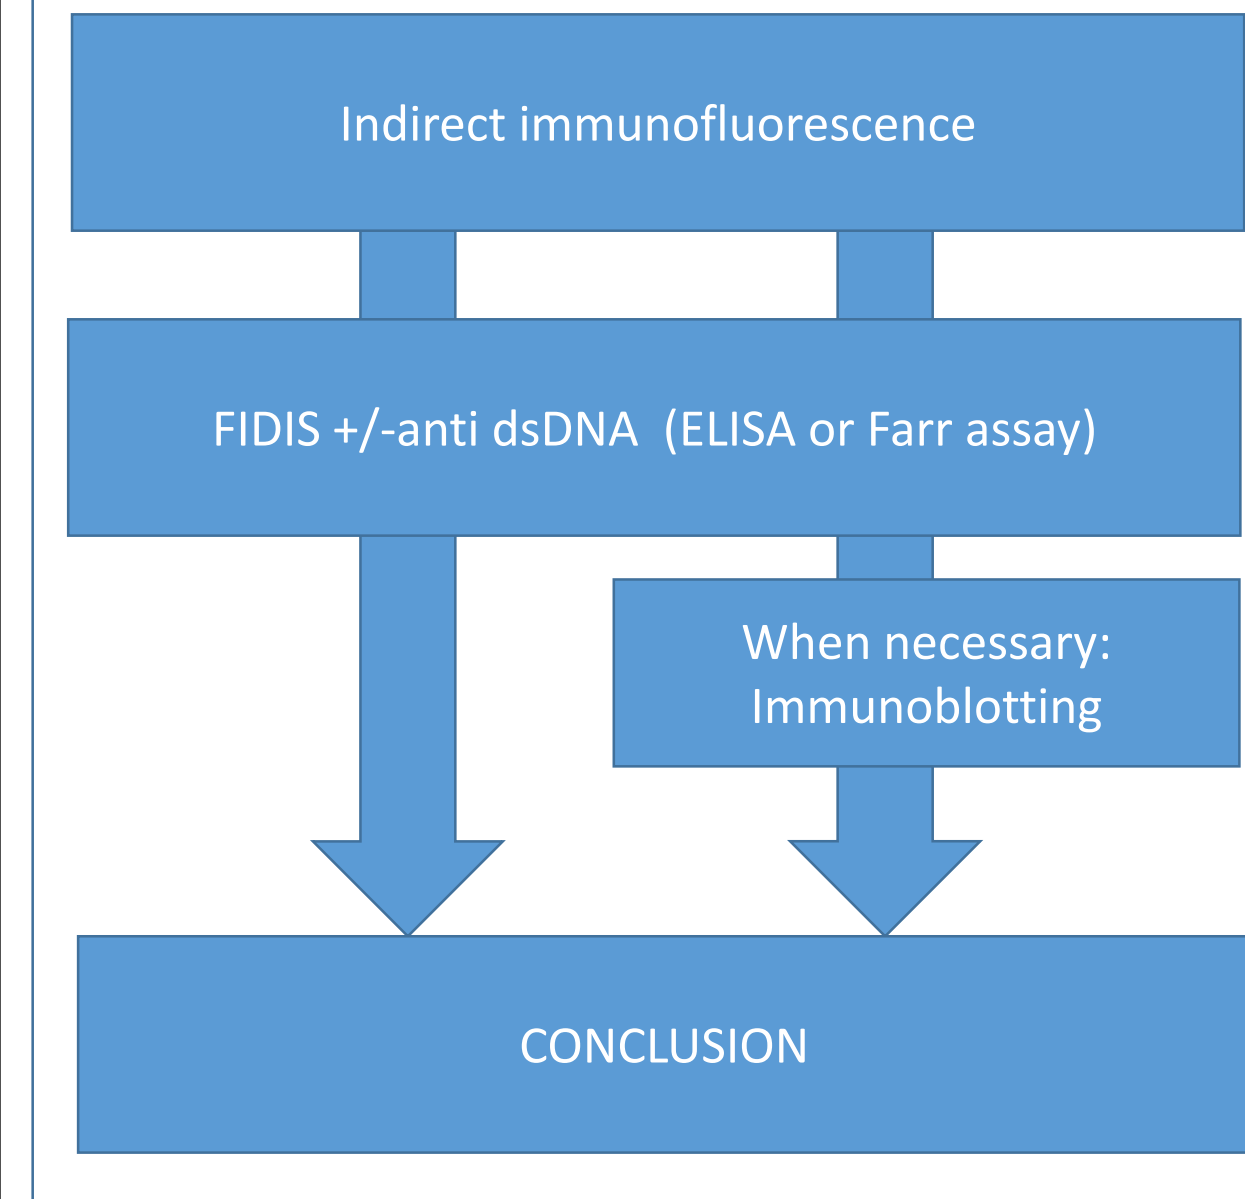 Indirect immunofluorescence
FIDIS +/-anti dsDNA  (ELISA or Farr assay)
When necessary:
Immunoblotting
CONCLUSION